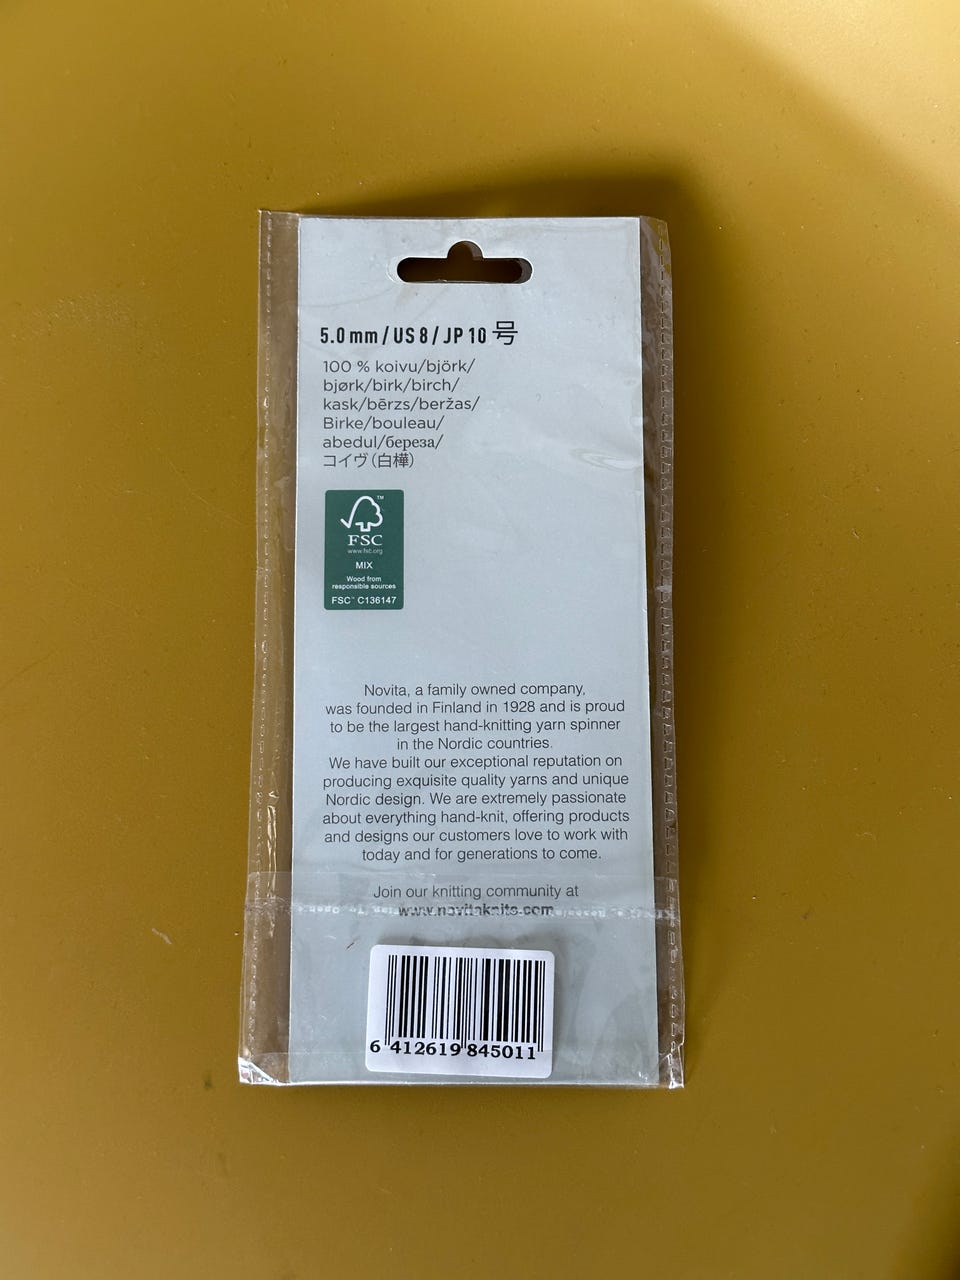 5.0 mm / US 8 / JP 10 号
100 % koivu/björk/
bjørk/birk/birch/
kask/bērzs/beržas/
Birke/bouleau/
abedul/береза/
コイヴ(白樺)
FSC™
www.fsc.org
MIX
Wood from
responsible sources
FSC™ C136147
Novita, a family owned company,
was founded in Finland in 1928 and is proud
to be the largest hand-knitting yarn spinner
in the Nordic countries.
We have built our exceptional reputation on
producing exquisite quality yarns and unique
Nordic design. We are extremely passionate
about everything hand-knit, offering products
and designs our customers love to work with
today and for generations to come.
Join our knitting community at
www.novitaknits.com
6 412619 845011